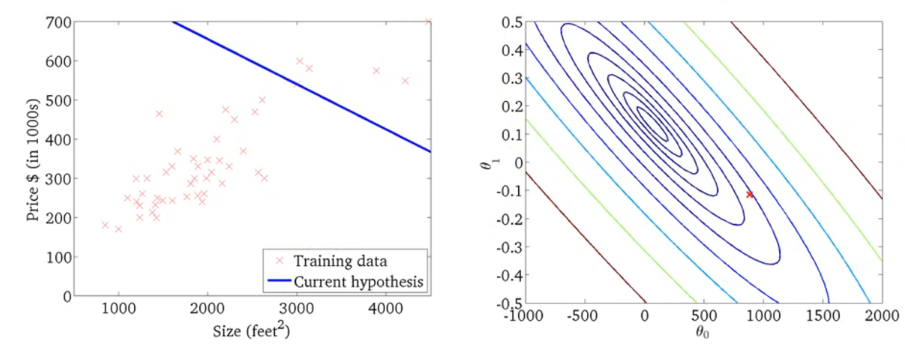 700
600
500
400
300
200
100
0
Price $ (in 1000s)
1000 2000 3000 4000
Size (feet²)
Training data
Current hypothesis
0.5
0.4
0.3
0.2
0.1
0
-0.1
-0.2
-0.3
-0.4
-0.5
θ₁
-1000 -500 0 500 1000 1500 2000
θ₀